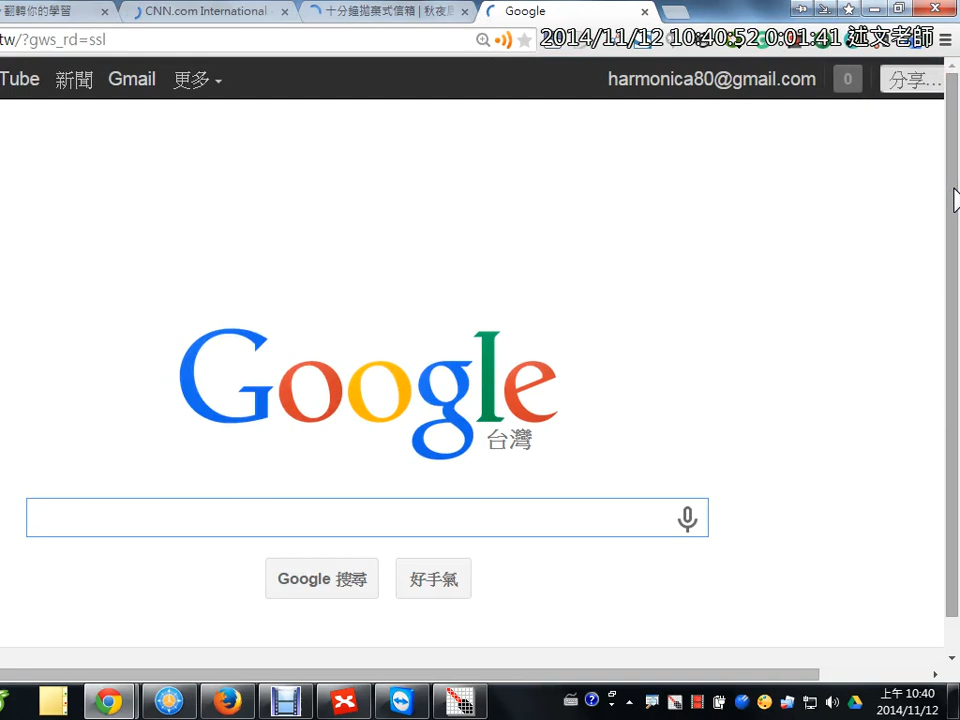 翻轉你的學習
CNN.com International
十分鐘拋棄式信箱 | 秋夜
Google
tw/?gws_rd=ssl
2014/11/12 10:40:52 0:01:41 述文老師
Tube 新聞 Gmail 更多
harmonica80@gmail.com 0 分享...
Google
台灣
Google 搜尋 好手氣
上午 10:40
2014/11/12